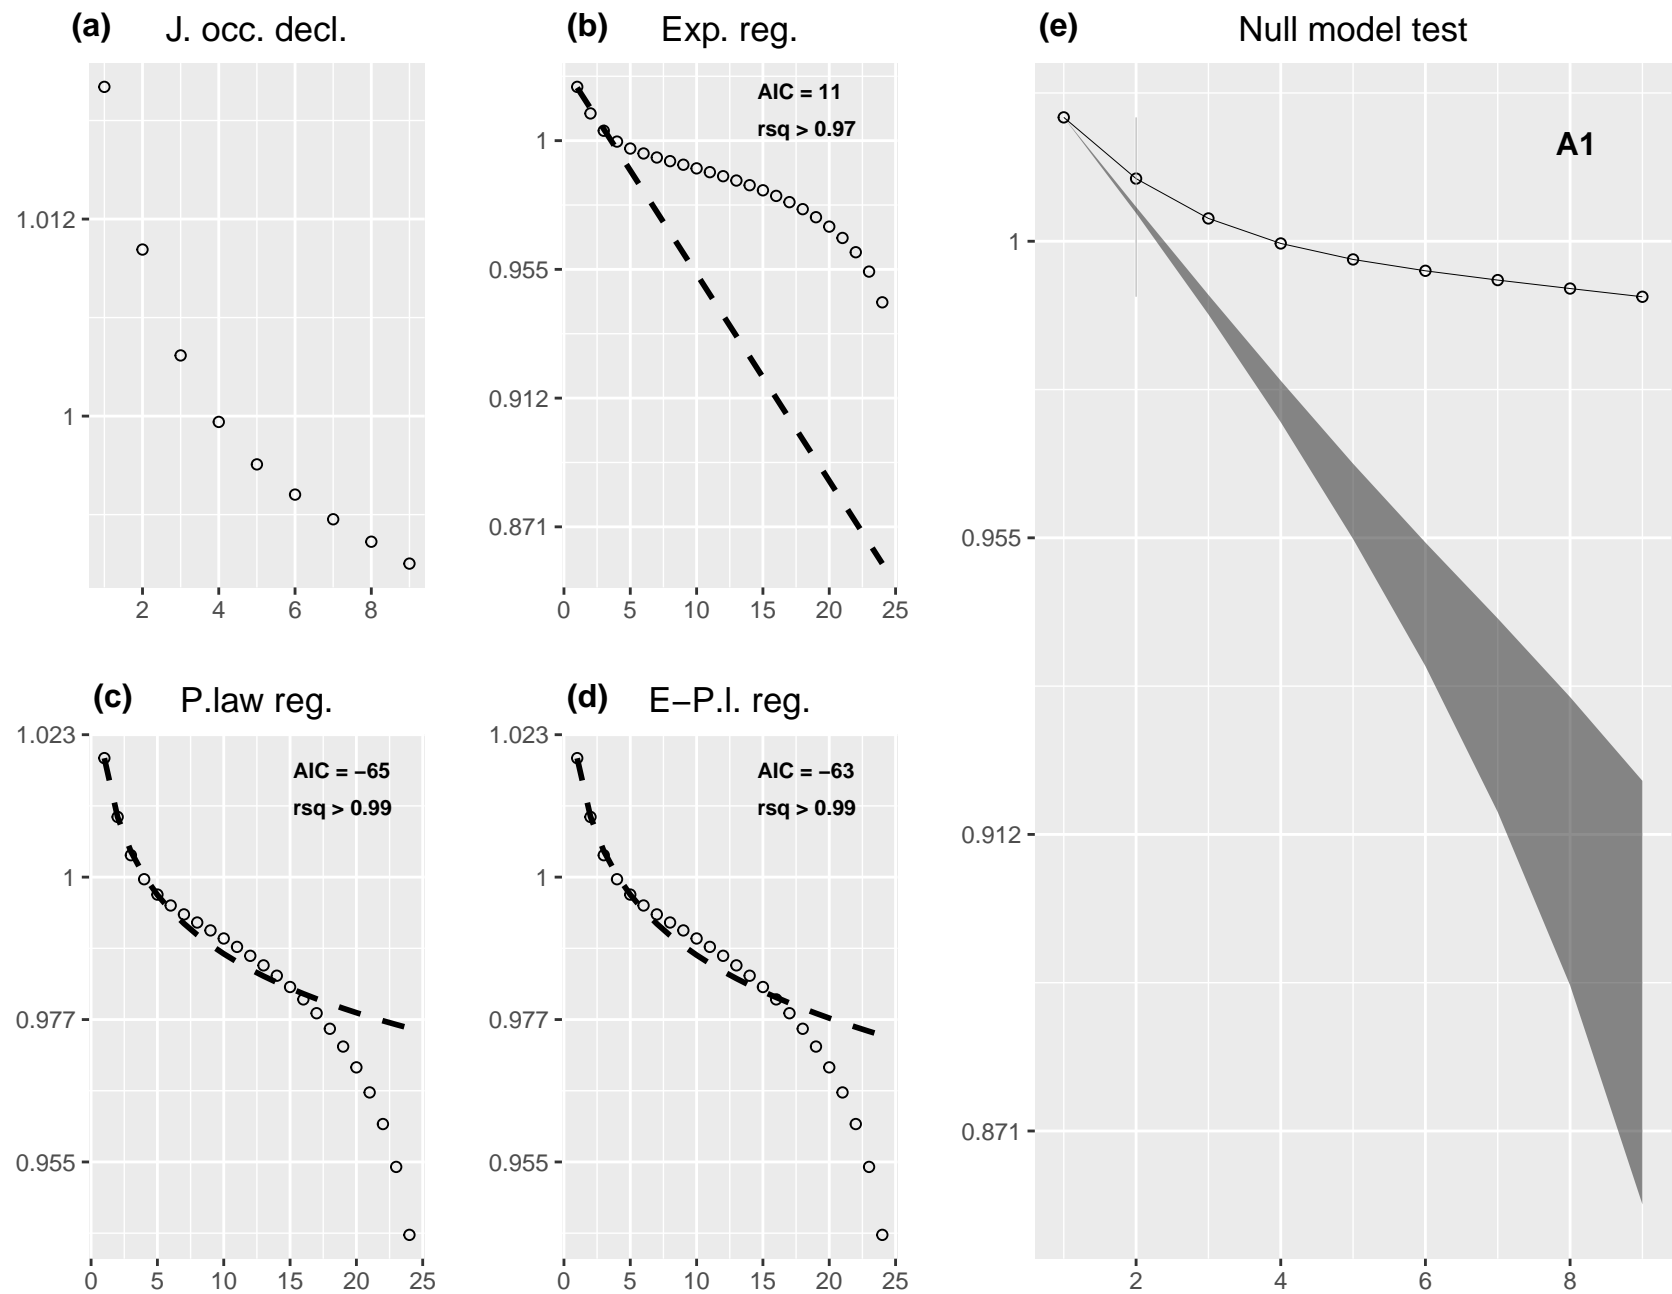 (a) J. occ. decl.
1.012
1
2 4 6 8
(b) Exp. reg.
AIC = 11
rsq > 0.97
1
0.955
0.912
0.871
0 5 10 15 20 25
(c) P.law reg.
1.023
AIC = −65
rsq > 0.99
1
0.977
0.955
0 5 10 15 20 25
(d) E−P.l. reg.
1.023
AIC = −63
rsq > 0.99
1
0.977
0.955
0 5 10 15 20 25
(e) Null model test
A1
1
0.955
0.912
0.871
2 4 6 8